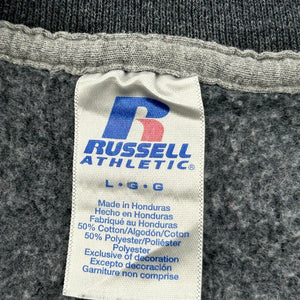 R
RUSSELL
ATHLETIC®
L • G • G
Made in Honduras
Hecho en Honduras
Fabriqué au Honduras
50% Cotton/Algodón/Coton
50% Polyester/Poliéster
Polyester
Exclusive of decoration
Excepto decoración
Garniture non comprise